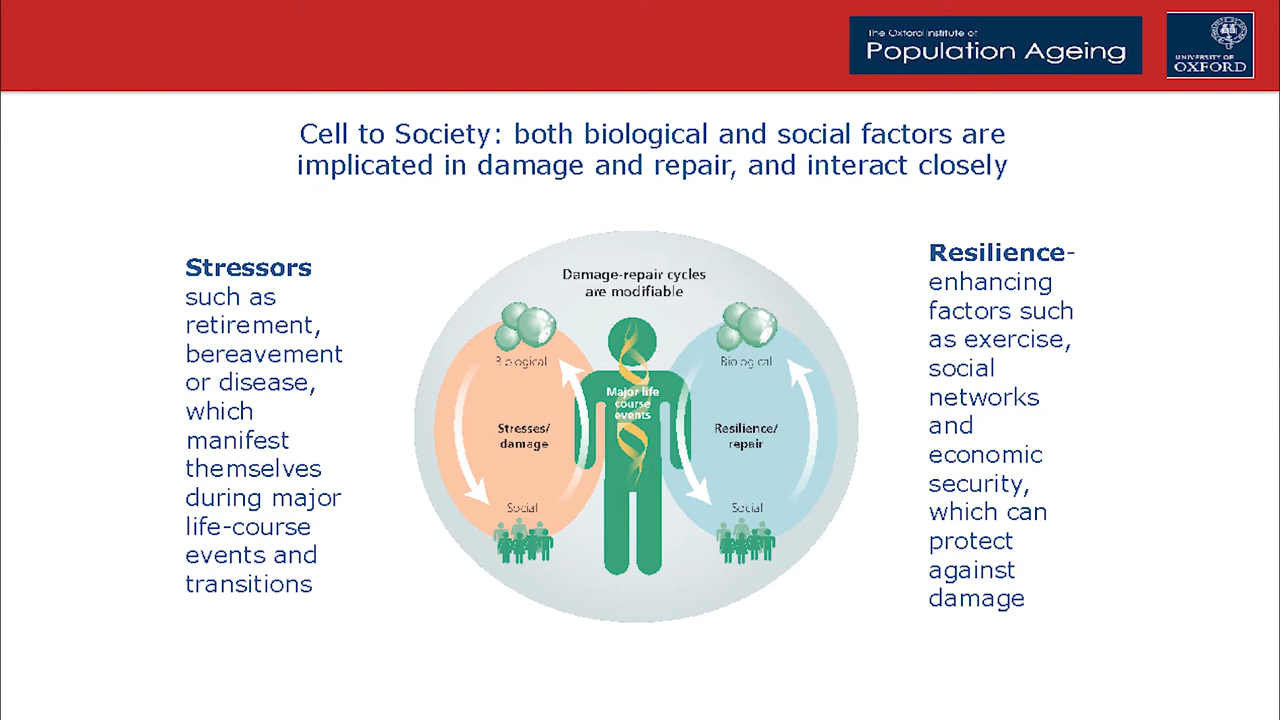 The Oxford Institute of
Population Ageing
UNIVERSITY OF
OXFORD
Cell to Society: both biological and social factors are
implicated in damage and repair, and interact closely
Stressors
such as
retirement,
bereavement
or disease,
which
manifest
themselves
during major
life-course
events and
transitions
Damage-repair cycles
are modifiable
Biological
Stresses/
damage
Social
Major life
course
events
Biological
Resilience/
repair
Social
Resilience-
enhancing
factors such
as exercise,
social
networks
and
economic
security,
which can
protect
against
damage